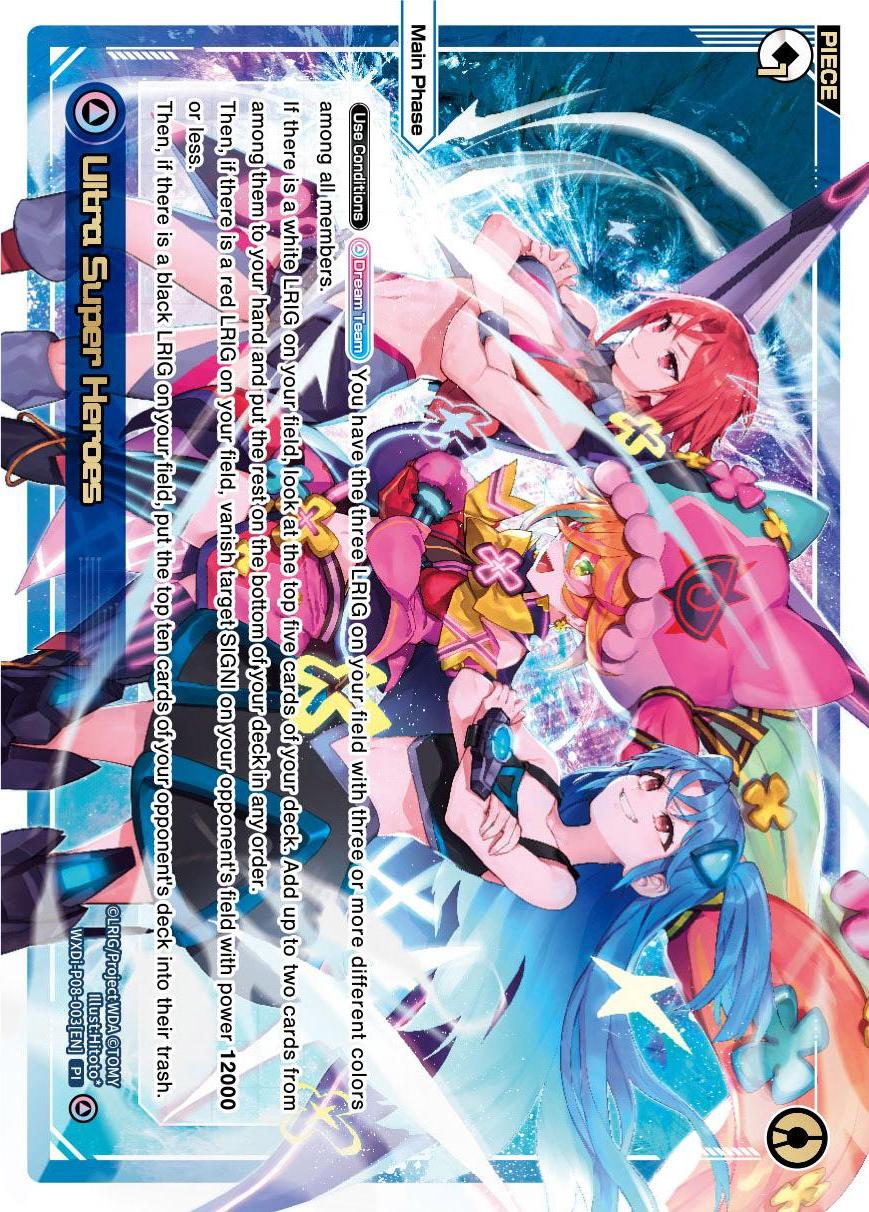 PIECE
1
Main Phase
Use Conditions Dream Team You have the three LRIG on your field with three or more different colors
among all members.
If there is a white LRIG on your field, look at the top five cards of your deck. Add up to two cards from
among them to your hand and put the rest on the bottom of your deck in any order.
Then, if there is a red LRIG on your field, vanish target SIGNI on your opponent's field with power 12000
or less.
Then, if there is a black LRIG on your field, put the top ten cards of your opponent's deck into their trash.
Ultra Super Heroes
©LRIG/Project WDA ©TOMY
Illust:Hitoto*
WXDi-P08-003[EN] PI